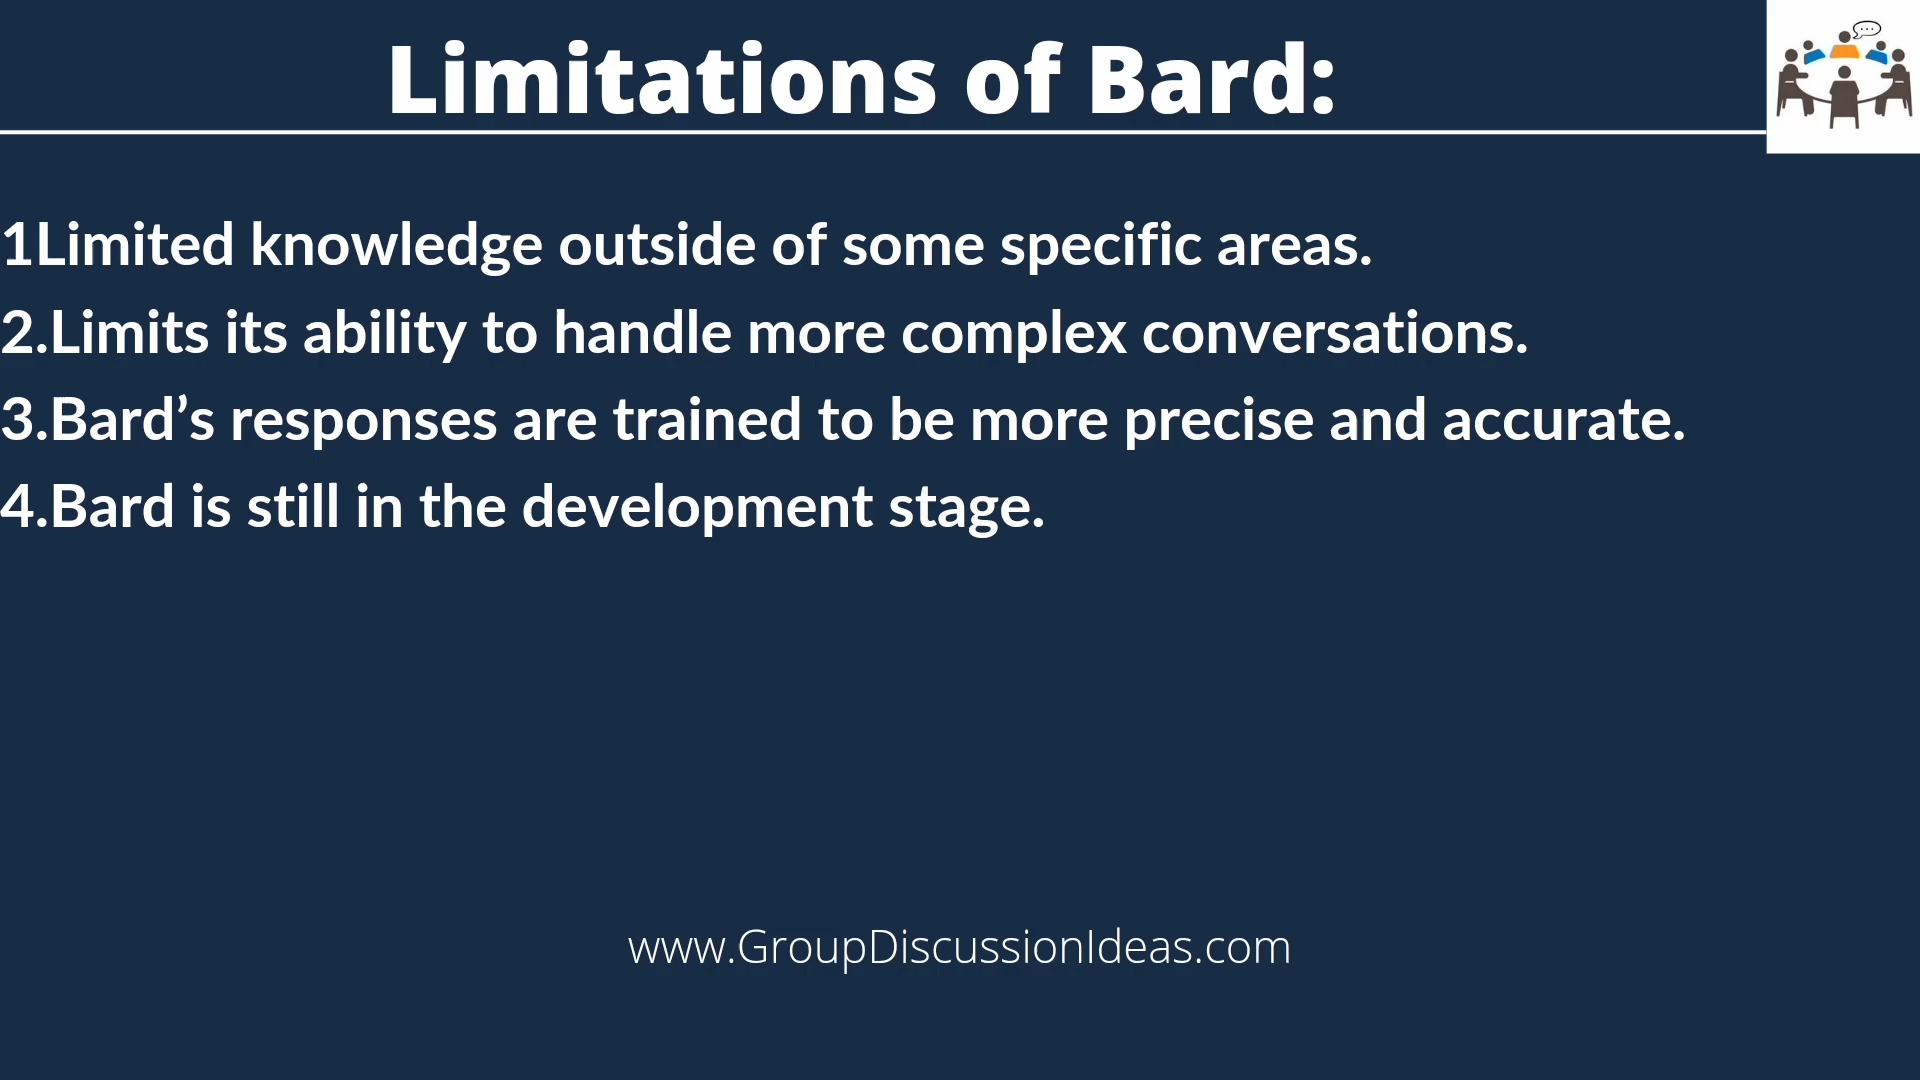 Limitations of Bard:
1Limited knowledge outside of some specific areas.
2.Limits its ability to handle more complex conversations.
3.Bard’s responses are trained to be more precise and accurate.
4.Bard is still in the development stage.
www.GroupDiscussionIdeas.com